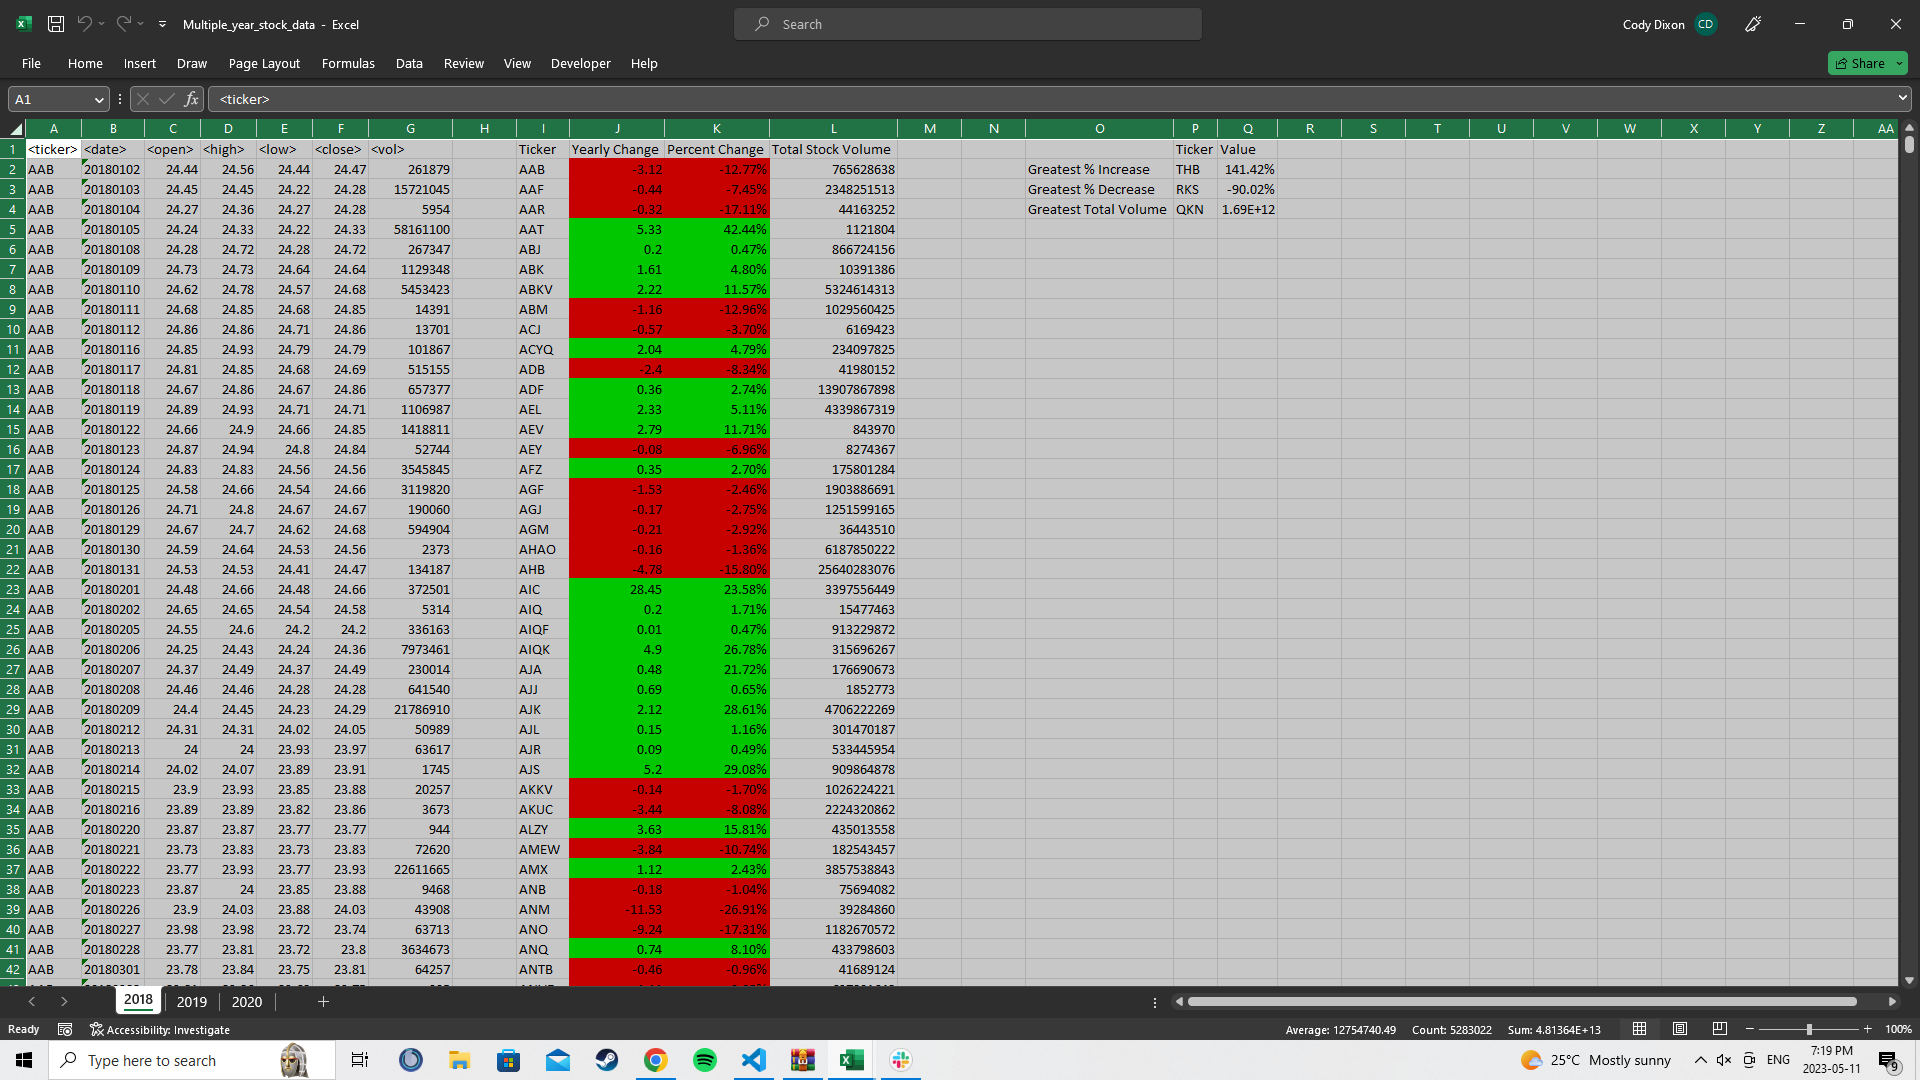 Multiple_year_stock_data - Excel
Search
Cody Dixon CD
File Home Insert Draw Page Layout Formulas Data Review View Developer Help
Share
A1 fx <ticker>
A B C D E F G H I J K L M N O P Q R S T U V W X Y Z AA
1 <ticker> <date> <open> <high> <low> <close> <vol> Ticker Yearly Change Percent Change Total Stock Volume Ticker Value
2 AAB 20180102 24.44 24.56 24.44 24.47 261879 AAB -3.12 -12.77% 765628638 Greatest % Increase THB 141.42%
3 AAB 20180103 24.45 24.45 24.22 24.28 15721045 AAF -0.44 -7.45% 2348251513 Greatest % Decrease RKS -90.02%
4 AAB 20180104 24.27 24.36 24.27 24.28 5954 AAR -0.32 -17.11% 44163252 Greatest Total Volume QKN 1.69E+12
5 AAB 20180105 24.24 24.33 24.22 24.33 58161100 AAT 5.33 42.44% 1121804
6 AAB 20180108 24.28 24.72 24.28 24.72 267347 ABJ 0.2 0.47% 866724156
7 AAB 20180109 24.73 24.73 24.64 24.64 1129348 ABK 1.61 4.80% 10391386
8 AAB 20180110 24.62 24.78 24.57 24.68 5453423 ABKV 2.22 11.57% 5324614313
9 AAB 20180111 24.68 24.85 24.68 24.85 14391 ABM -1.16 -12.96% 1029560425
10 AAB 20180112 24.86 24.86 24.71 24.86 13701 ACJ -0.57 -3.70% 6169423
11 AAB 20180116 24.85 24.93 24.79 24.79 101867 ACYQ 2.04 4.79% 234097825
12 AAB 20180117 24.81 24.85 24.68 24.69 515155 ADB -2.4 -8.34% 41980152
13 AAB 20180118 24.67 24.86 24.67 24.86 657377 ADF 0.36 2.74% 13907867898
14 AAB 20180119 24.89 24.93 24.71 24.71 1106987 AEL 2.33 5.11% 4339867319
15 AAB 20180122 24.66 24.9 24.66 24.85 1418811 AEV 2.79 11.71% 843970
16 AAB 20180123 24.87 24.94 24.8 24.84 52744 AEY -0.08 -6.96% 8274367
17 AAB 20180124 24.83 24.83 24.56 24.56 3545845 AFZ 0.35 2.70% 175801284
18 AAB 20180125 24.58 24.66 24.54 24.66 3119820 AGF -1.53 -2.46% 1903886691
19 AAB 20180126 24.71 24.8 24.67 24.67 190060 AGJ -0.17 -2.75% 1251599165
20 AAB 20180129 24.67 24.7 24.62 24.68 594904 AGM -0.21 -2.92% 36443510
21 AAB 20180130 24.59 24.64 24.53 24.56 2373 AHAO -0.16 -1.36% 6187850222
22 AAB 20180131 24.53 24.53 24.41 24.47 134187 AHB -4.78 -15.80% 25640283076
23 AAB 20180201 24.48 24.66 24.48 24.66 372501 AIC 28.45 23.58% 3397556449
24 AAB 20180202 24.65 24.65 24.54 24.58 5314 AIQ 0.2 1.71% 15477463
25 AAB 20180205 24.55 24.6 24.2 24.2 336163 AIQF 0.01 0.47% 913229872
26 AAB 20180206 24.25 24.43 24.24 24.36 7973461 AIQK 4.9 26.78% 315696267
27 AAB 20180207 24.37 24.49 24.37 24.49 230014 AJA 0.48 21.72% 176690673
28 AAB 20180208 24.46 24.46 24.28 24.28 641540 AJJ 0.69 0.65% 1852773
29 AAB 20180209 24.4 24.45 24.23 24.29 21786910 AJK 2.12 28.61% 4706222269
30 AAB 20180212 24.31 24.31 24.02 24.05 50989 AJL 0.15 1.16% 301470187
31 AAB 20180213 24 24 23.93 23.97 63617 AJR 0.09 0.49% 533445954
32 AAB 20180214 24.02 24.07 23.89 23.91 1745 AJS 5.2 29.08% 909864878
33 AAB 20180215 23.9 23.93 23.85 23.88 20257 AKKV -0.14 -1.70% 1026224221
34 AAB 20180216 23.89 23.89 23.82 23.86 3673 AKUC -3.44 -8.08% 2224320862
35 AAB 20180220 23.87 23.87 23.77 23.77 944 ALZY 3.63 15.81% 435013558
36 AAB 20180221 23.73 23.83 23.73 23.83 72620 AMEW -3.84 -10.74% 182543457
37 AAB 20180222 23.77 23.93 23.77 23.93 22611665 AMX 1.12 2.43% 3857538843
38 AAB 20180223 23.87 24 23.85 23.88 9468 ANB -0.18 -1.04% 75694082
39 AAB 20180226 23.9 24.03 23.88 24.03 43908 ANM -11.53 -26.91% 39284860
40 AAB 20180227 23.98 23.98 23.72 23.74 63713 ANO -9.24 -17.31% 1182670572
41 AAB 20180228 23.77 23.81 23.72 23.8 3634673 ANQ 0.74 8.10% 433798603
42 AAB 20180301 23.78 23.84 23.75 23.81 64257 ANTB -0.46 -0.96% 41689124
2018 2019 2020
Ready Accessibility: Investigate Average: 12754740.49 Count: 5283022 Sum: 4.81364E+13 100%
Type here to search 25°C Mostly sunny ENG 7:19 PM
2023-05-11 9